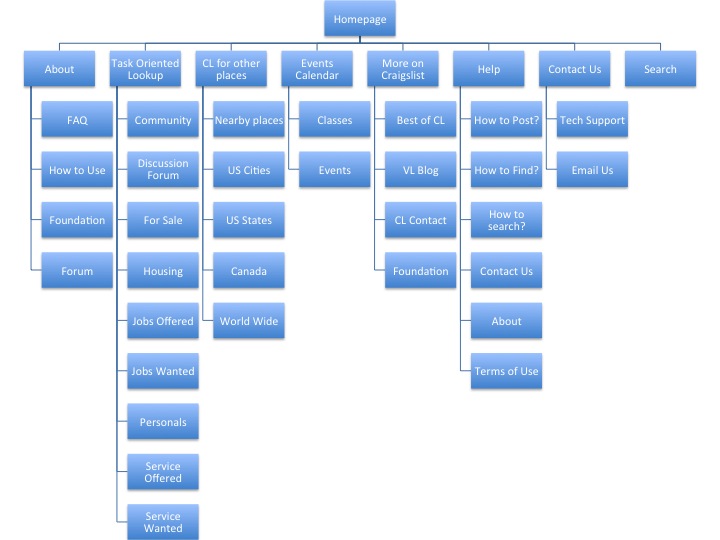 Homepage
About
Task Oriented
Lookup
CL for other
places
Events
Calendar
More on
Craigslist
Help
Contact Us
Search
FAQ
Community
Nearby places
Classes
Best of CL
How to Post?
Tech Support
How to Use
Discussion
Forum
US Cities
Events
VL Blog
How to Find?
Email Us
Foundation
For Sale
US States
CL Contact
How to
search?
Forum
Housing
Canada
Foundation
Contact Us
Jobs Offered
World Wide
About
Jobs Wanted
Terms of Use
Personals
Service
Offered
Service
Wanted